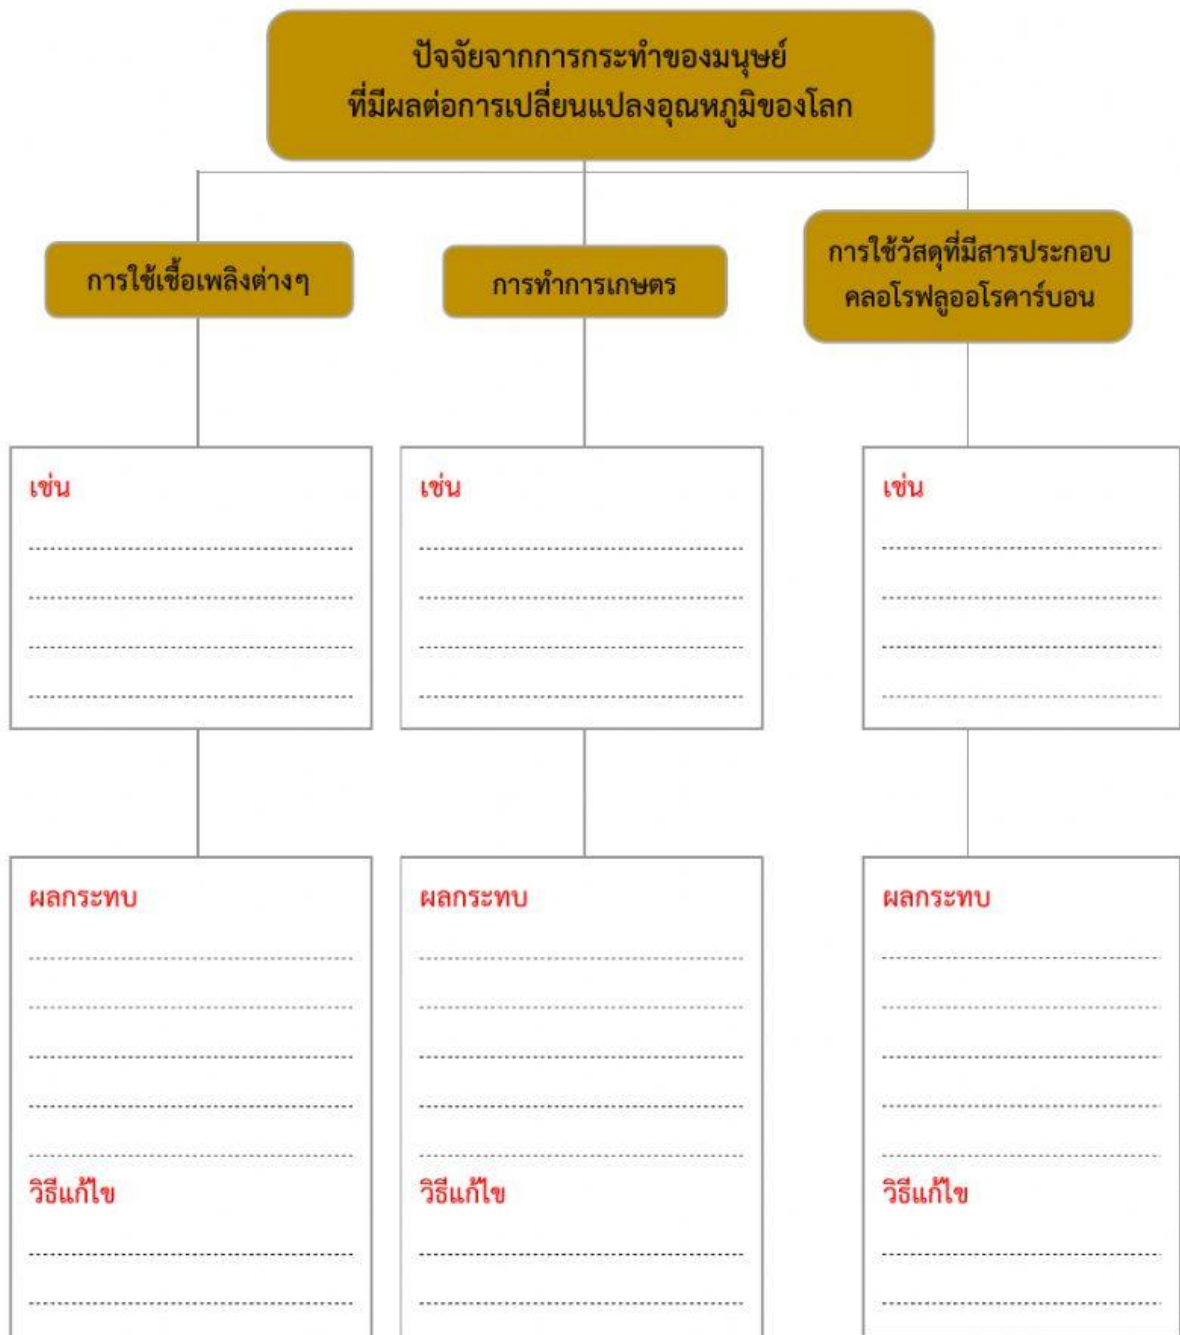 ปัจจัยจากการกระทำของมนุษย์
ที่มีผลต่อการเปลี่ยนแปลงอุณหภูมิของโลก
การใช้เชื้อเพลิงต่างๆ
การทำการเกษตร
การใช้วัสดุที่มีสารประกอบ
คลอโรฟลูออโรคาร์บอน
เช่น
เช่น
เช่น
ผลกระทบ
ผลกระทบ
ผลกระทบ
วิธีแก้ไข
วิธีแก้ไข
วิธีแก้ไข